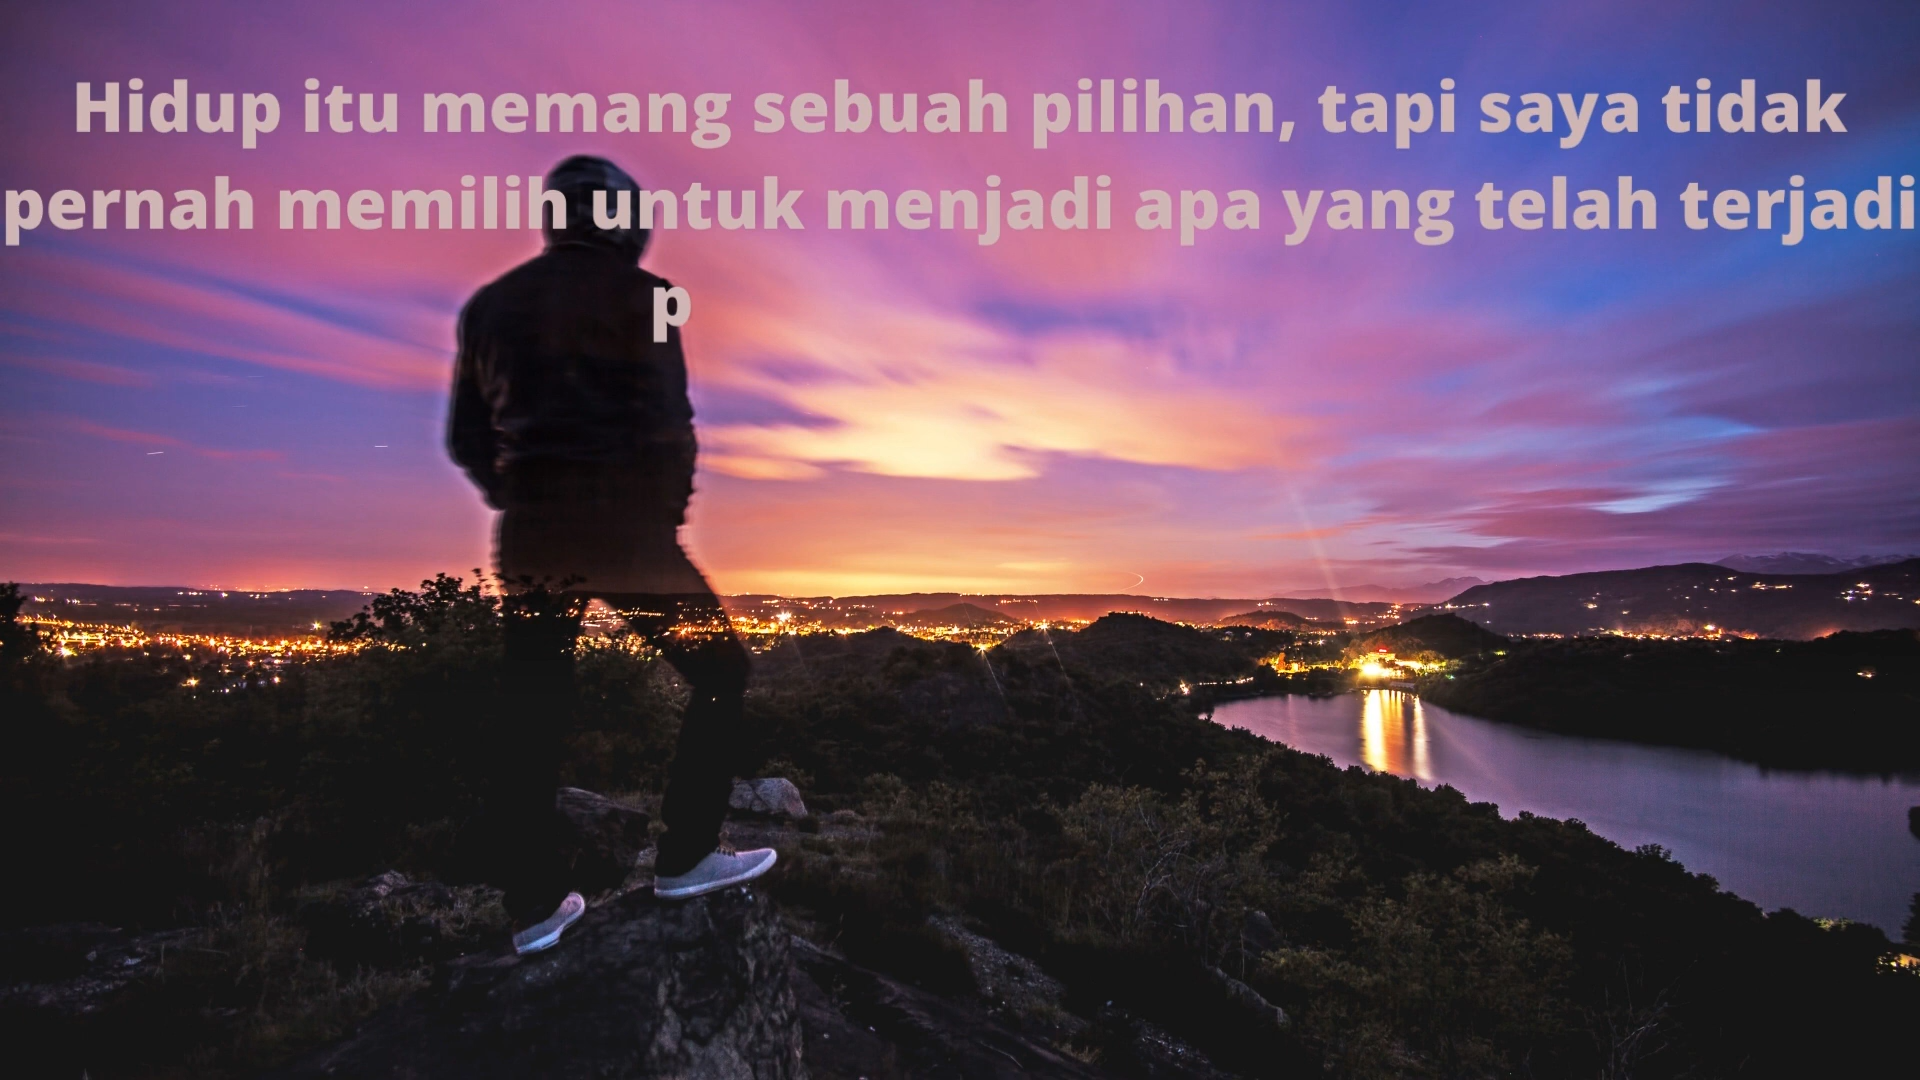 Hidup itu memang sebuah pilihan, tapi saya tidak
pernah memilih untuk menjadi apa yang telah terjadi
p